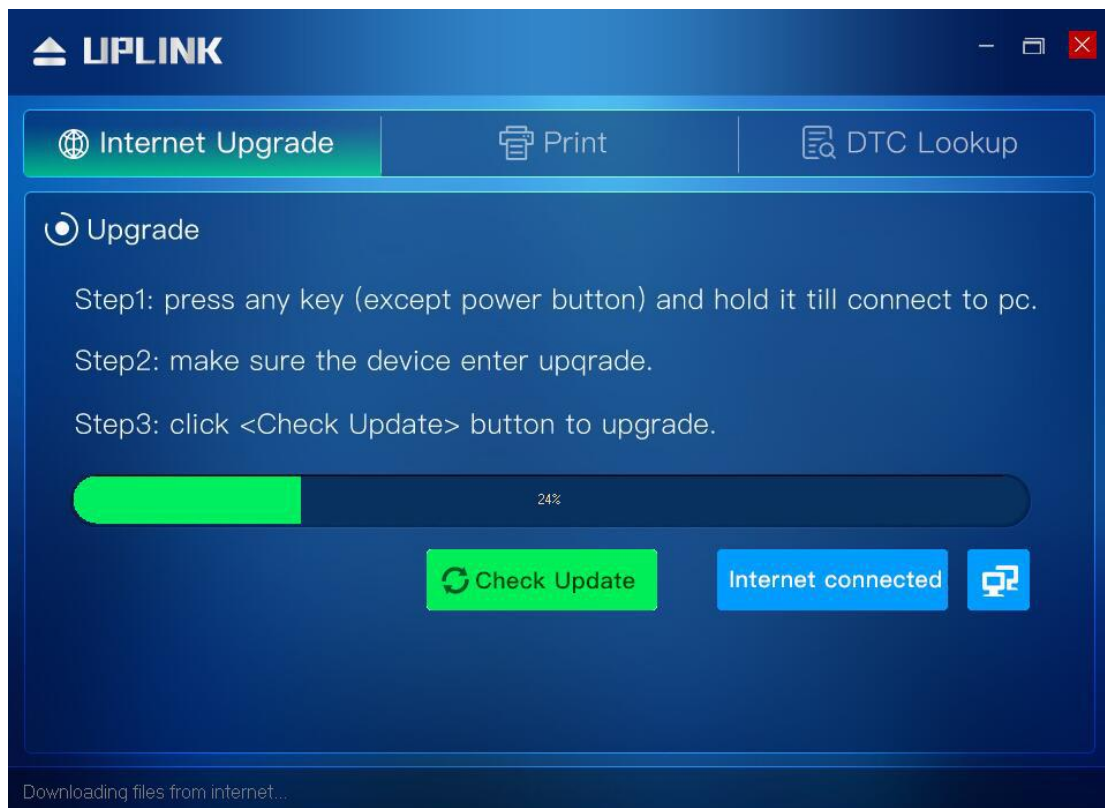 UPLINK
Internet Upgrade
Print
DTC Lookup
Upgrade
Step1: press any key (except power button) and hold it till connect to pc.
Step2: make sure the device enter upqrade.
Step3: click <Check Update> button to upgrade.
24%
Check Update
Internet connected
Downloading files from internet...